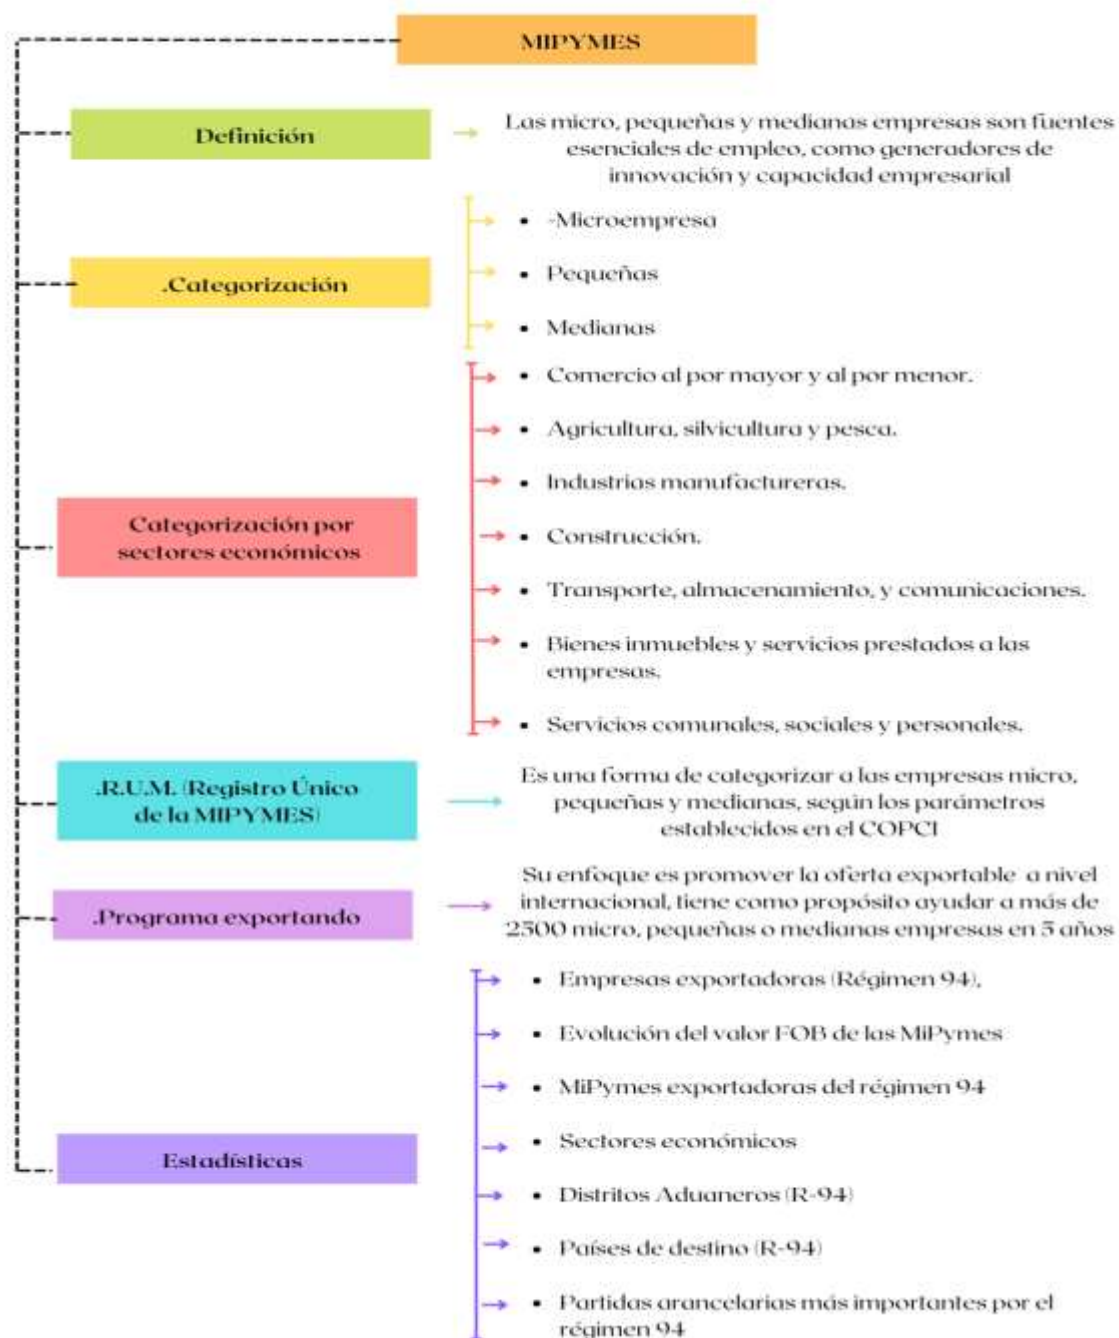 MIPYMES
Definición
Las micro, pequeñas y medianas empresas son fuentes
esenciales de empleo, como generadores de
innovación y capacidad empresarial
.Categorización
• -Microempresa
• Pequeñas
• Medianas
Categorización por
sectores económicos
• Comercio al por mayor y al por menor.
• Agricultura, silvicultura y pesca.
• Industrias manufactureras.
• Construcción.
• Transporte, almacenamiento, y comunicaciones.
• Bienes inmuebles y servicios prestados a las
empresas.
• Servicios comunales, sociales y personales.
.R.U.M. (Registro Único
de la MIPYMES)
Es una forma de categorizar a las empresas micro,
pequeñas y medianas, según los parámetros
establecidos en el COPCI
.Programa exportando
Su enfoque es promover la oferta exportable a nivel
internacional, tiene como propósito ayudar a más de
2500 micro, pequeñas o medianas empresas en 5 años
Estadísticas
• Empresas exportadoras (Régimen 94),
• Evolución del valor FOB de las MiPymes
• MiPymes exportadoras del régimen 94
• Sectores económicos
• Distritos Aduaneros (R-94)
• Países de destino (R-94)
• Partidas arancelarias más importantes por el
régimen 94